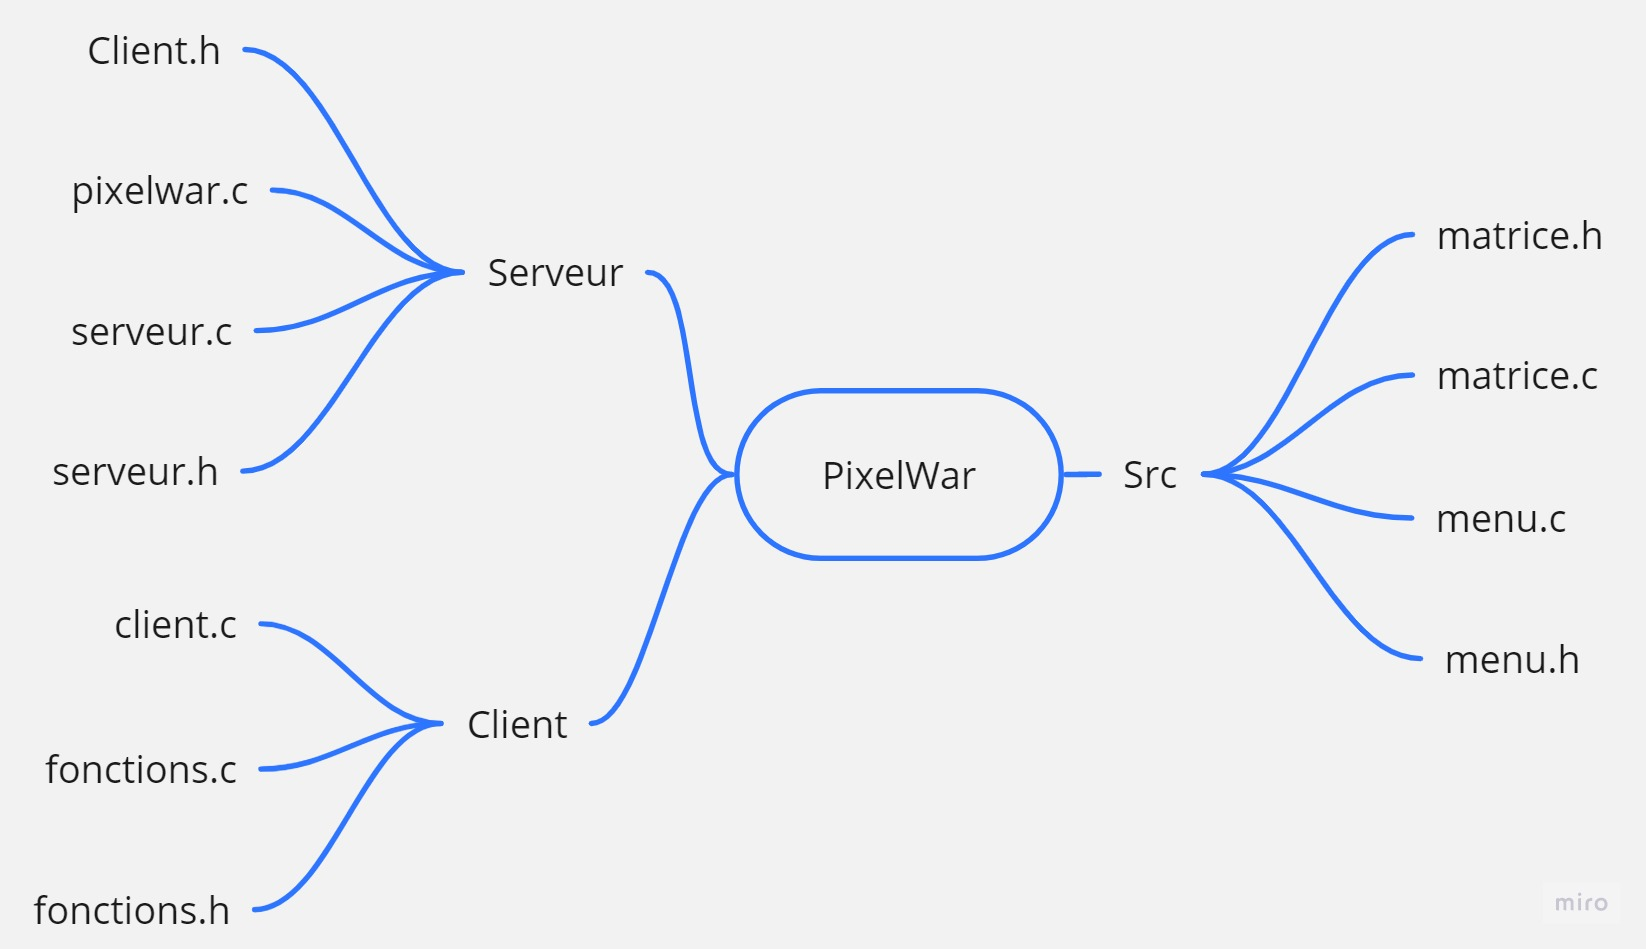 Client.h
pixelwar.c
serveur.c
serveur.h
Serveur
client.c
fonctions.c
fonctions.h
Client
PixelWar
Src
matrice.h
matrice.c
menu.c
menu.h
miro